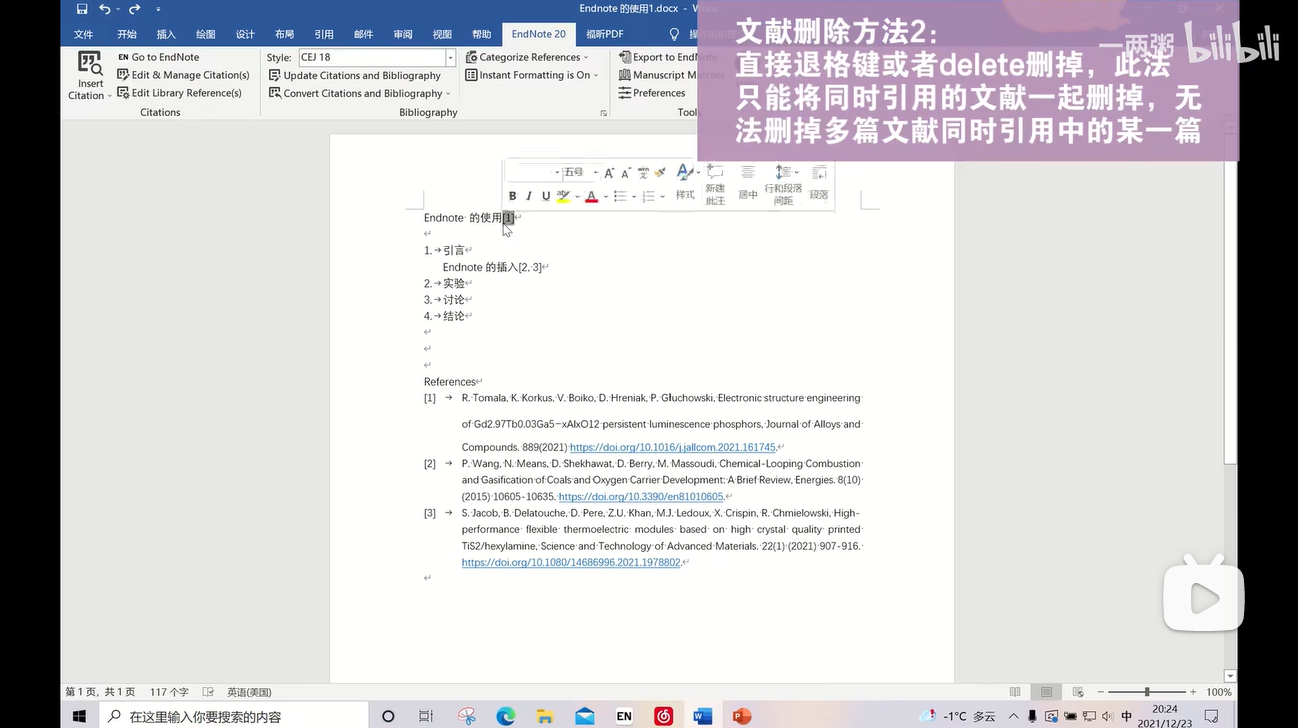 Endnote 的使用1.docx - Wor
文件 开始 插入 绘图 设计 布局 引用 邮件 审阅 视图 帮助 EndNote 20 福昕PDF
文献删除方法2：
直接退格键或者delete删掉，此法
只能将同时引用的文献一起删掉，无
法删掉多篇文献同时引用中的某一篇
一两粥 bilibili
Insert
Citation
Go to EndNote
Edit & Manage Citation(s)
Edit Library Reference(s)
Citations
Style: CEJ 18
Update Citations and Bibliography
Convert Citations and Bibliography
Categorize References
Instant Formatting is On
Bibliography
Export to EndN
Manuscript Matc
Preferences
Tool
五号 A A wén 文 A
B I U A 样式 新建批注 居中 行和段落间距 段落
Endnote 的使用[1]
1. 引言
Endnote 的插入[2, 3]
2. 实验
3. 讨论
4. 结论
References
[1] R. Tomala, K. Korkus, V. Boiko, D. Hreniak, P. Głuchowski, Electronic structure engineering
of Gd2.97Tb0.03Ga5−xAlxO12 persistent luminescence phosphors, Journal of Alloys and
Compounds. 889(2021) https://doi.org/10.1016/j.jallcom.2021.161745.
[2] P. Wang, N. Means, D. Shekhawat, D. Berry, M. Massoudi, Chemical-Looping Combustion
and Gasification of Coals and Oxygen Carrier Development: A Brief Review, Energies. 8(10)
(2015) 10605-10635. https://doi.org/10.3390/en81010605.
[3] S. Jacob, B. Delatouche, D. Pere, Z.U. Khan, M.J. Ledoux, X. Crispin, R. Chmielowski, High-
performance flexible thermoelectric modules based on high crystal quality printed
TiS2/hexylamine, Science and Technology of Advanced Materials. 22(1) (2021) 907-916.
https://doi.org/10.1080/14686996.2021.1978802.
第1页，共1页 117个字 英语(美国) 100%
在这里输入你要搜索的内容 EN -1°C 多云 中 20:24
2021/12/23